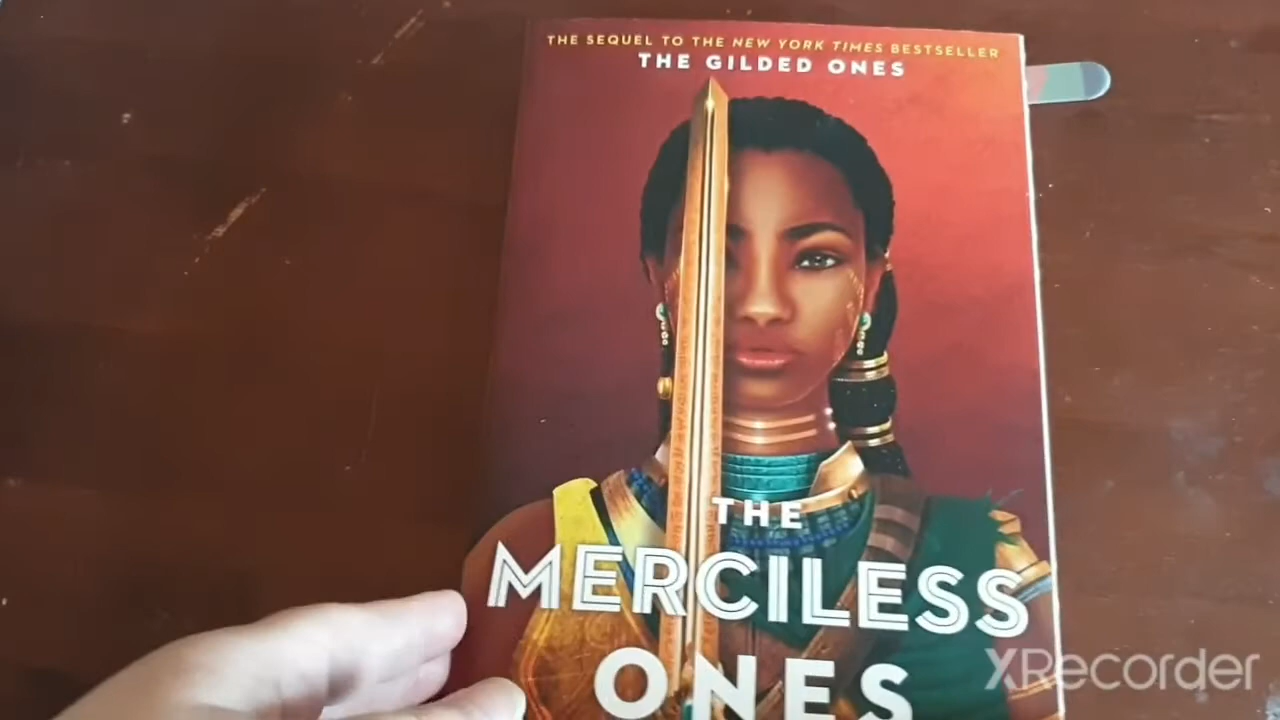 THE SEQUEL TO THE NEW YORK TIMES BESTSELLER
THE GILDED ONES
THE
MERCILESS
ONES
XRecorder